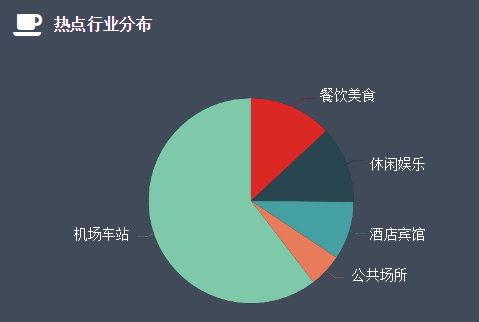 热点行业分布
餐饮美食
休闲娱乐
机场车站
酒店宾馆
公共场所